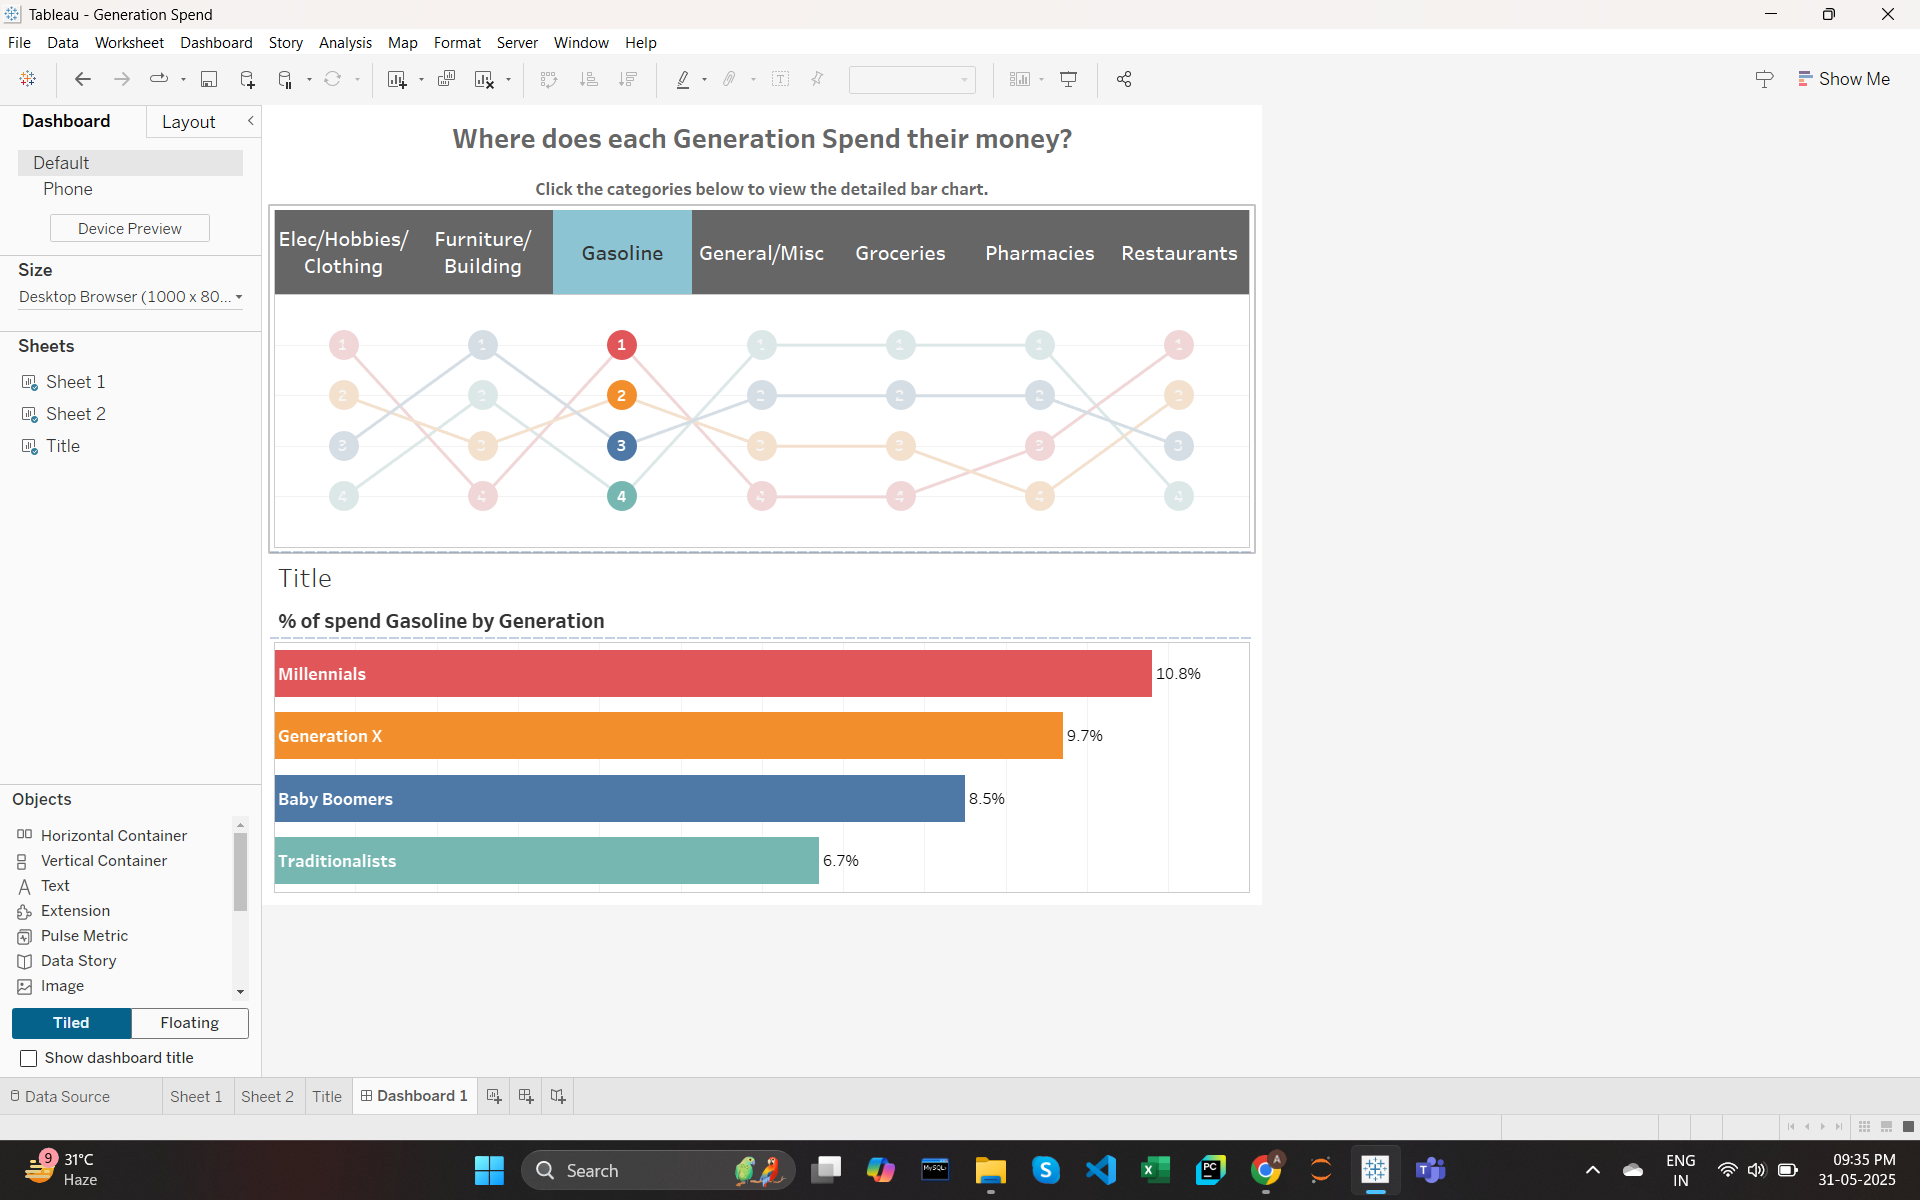 Tableau - Generation Spend
File Data Worksheet Dashboard Story Analysis Map Format Server Window Help
Show Me
Dashboard Layout
Default
Phone
Device Preview
Size
Desktop Browser (1000 x 80...
Sheets
Sheet 1
Sheet 2
Title
Objects
Horizontal Container
Vertical Container
Text
Extension
Pulse Metric
Data Story
Image
Tiled Floating
Show dashboard title
Where does each Generation Spend their money?
Click the categories below to view the detailed bar chart.
Elec/Hobbies/
Clothing
Furniture/
Building
Gasoline
General/Misc
Groceries
Pharmacies
Restaurants
1 1 1 1 1 1 1
2 2 2 2 2 2 2
3 3 3 3 3 3 3
4 4 4 4 4 4 4
Title
% of spend Gasoline by Generation
Millennials 10.8%
Generation X 9.7%
Baby Boomers 8.5%
Traditionalists 6.7%
Data Source Sheet 1 Sheet 2 Title Dashboard 1
9
31°C
Haze
Search
MySQL
PC
S
X
A
T
ENG
IN
09:35 PM
31-05-2025